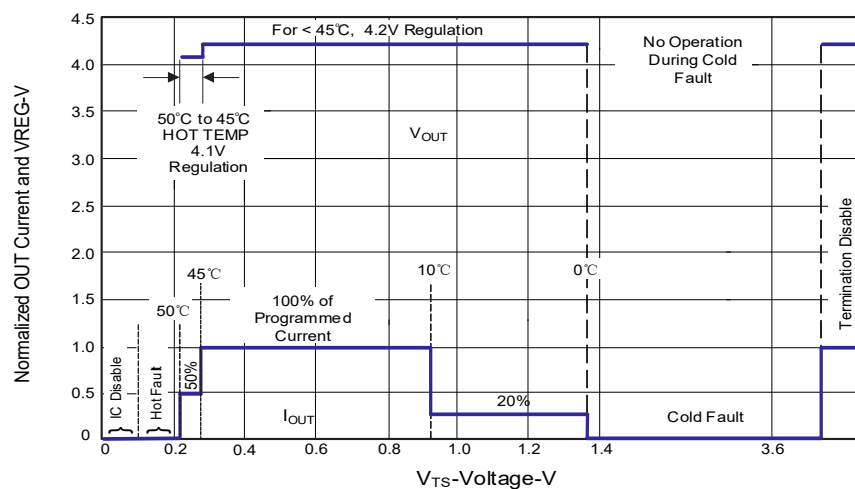 For < 45℃, 4.2V Regulation
No Operation
During Cold
Fault
50℃ to 45℃
HOT TEMP
4.1V
Regulation
VOUT
Normalized OUT Current and VREG-V
4.5
4.0
4.5
3.5
3.0
2.5
2.0
1.5
1.0
0.5
0
50℃
45℃
10℃
0℃
100% of
Programmed
Current
IC Disable
Hot Fault
50%
IOUT
20%
Cold Fault
Termination Disable
0
0.2
0.4
0.6
0.8
1.0
1.2
1.4
3.6
VTS-Voltage-V